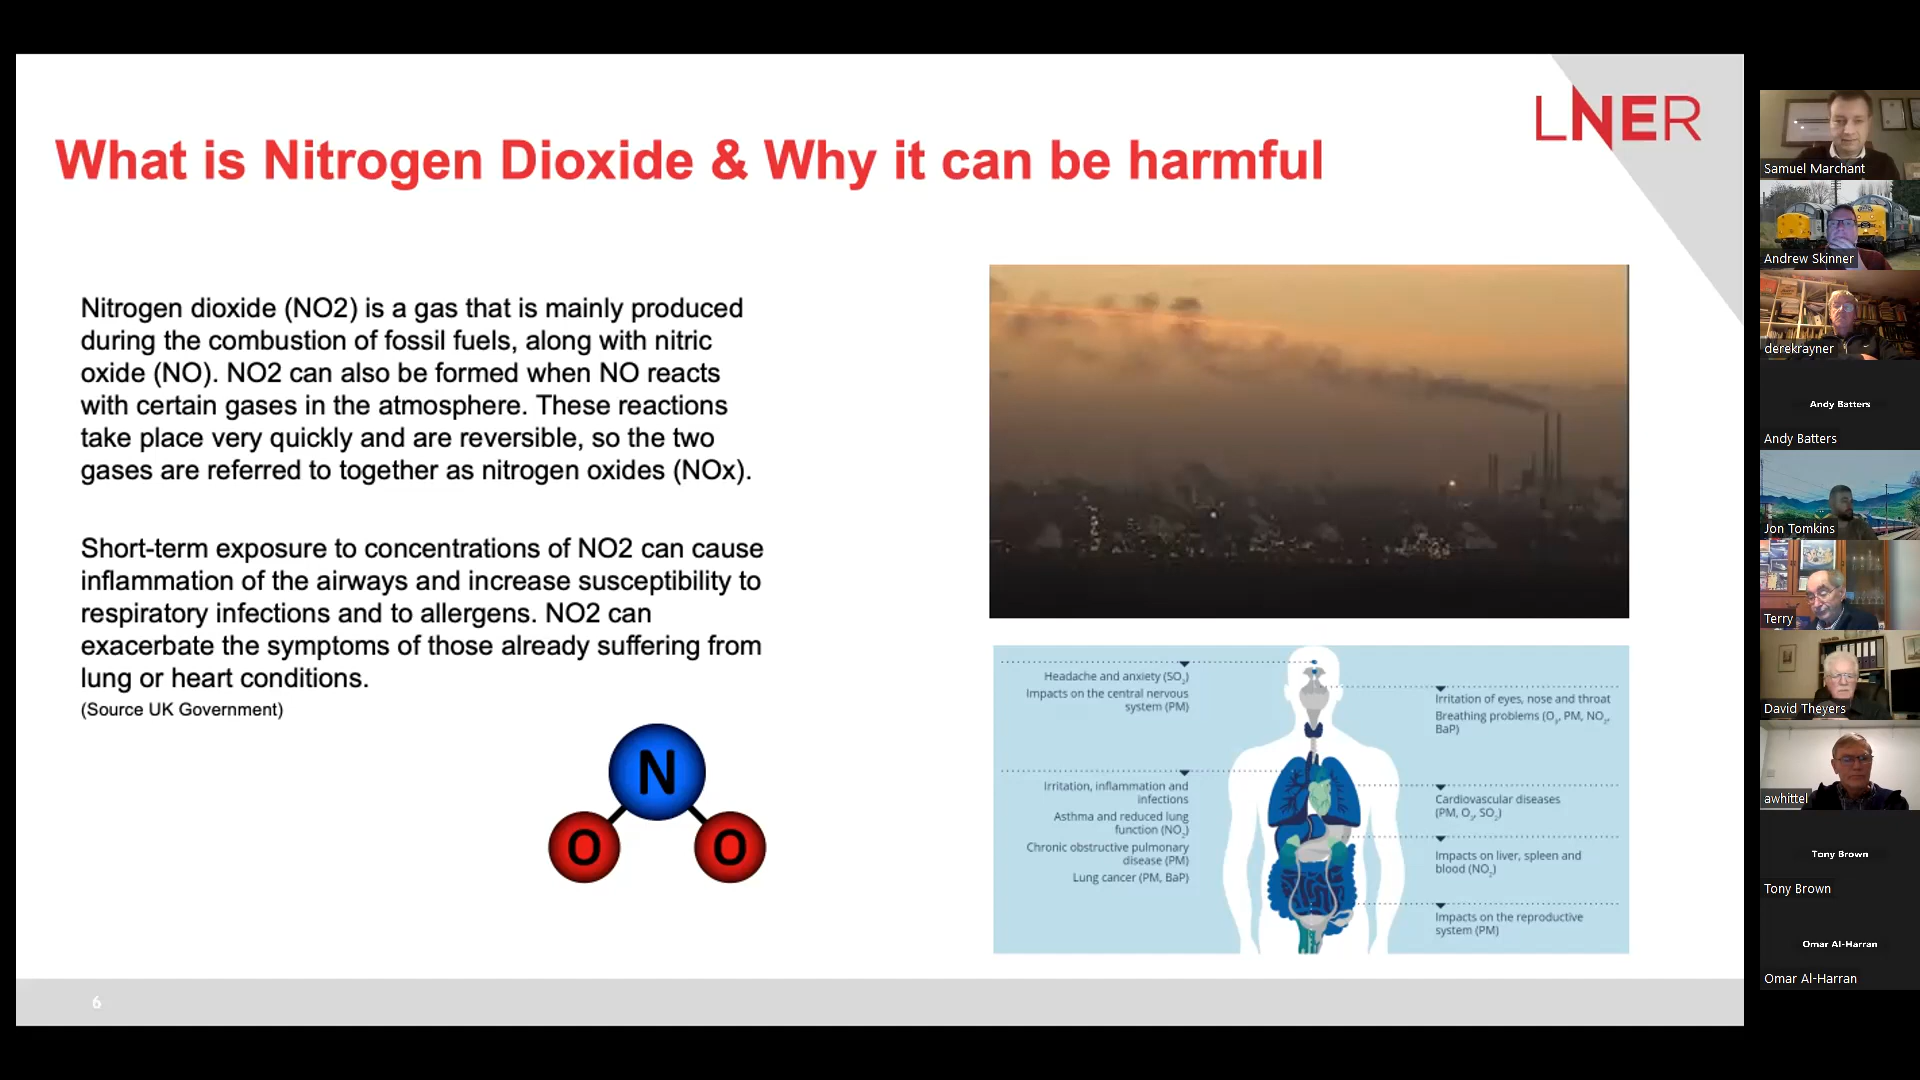 LNER
What is Nitrogen Dioxide & Why it can be harmful
Nitrogen dioxide (NO2) is a gas that is mainly produced
during the combustion of fossil fuels, along with nitric
oxide (NO). NO2 can also be formed when NO reacts
with certain gases in the atmosphere. These reactions
take place very quickly and are reversible, so the two
gases are referred to together as nitrogen oxides (NOx).
Short-term exposure to concentrations of NO2 can cause
inflammation of the airways and increase susceptibility to
respiratory infections and to allergens. NO2 can
exacerbate the symptoms of those already suffering from
lung or heart conditions.
(Source UK Government)
N
O O
Headache and anxiety (SO₂)
Impacts on the central nervous
system (PM)
Irritation, inflammation and
infections
Asthma and reduced lung
function (NO₂)
Chronic obstructive pulmonary
disease (PM)
Lung cancer (PM, BaP)
Irritation of eyes, nose and throat
Breathing problems (O₃, PM, NO₂,
BaP)
Cardiovascular diseases
(PM, O₃, SO₂)
Impacts on liver, spleen and
blood (NO₂)
Impacts on the reproductive
system (PM)
6
Samuel Marchant
Andrew Skinner
derekrayner
Andy Batters
Andy Batters
Jon Tomkins
Terry
David Theyers
awhittel
Tony Brown
Tony Brown
Omar Al-Harran
Omar Al-Harran